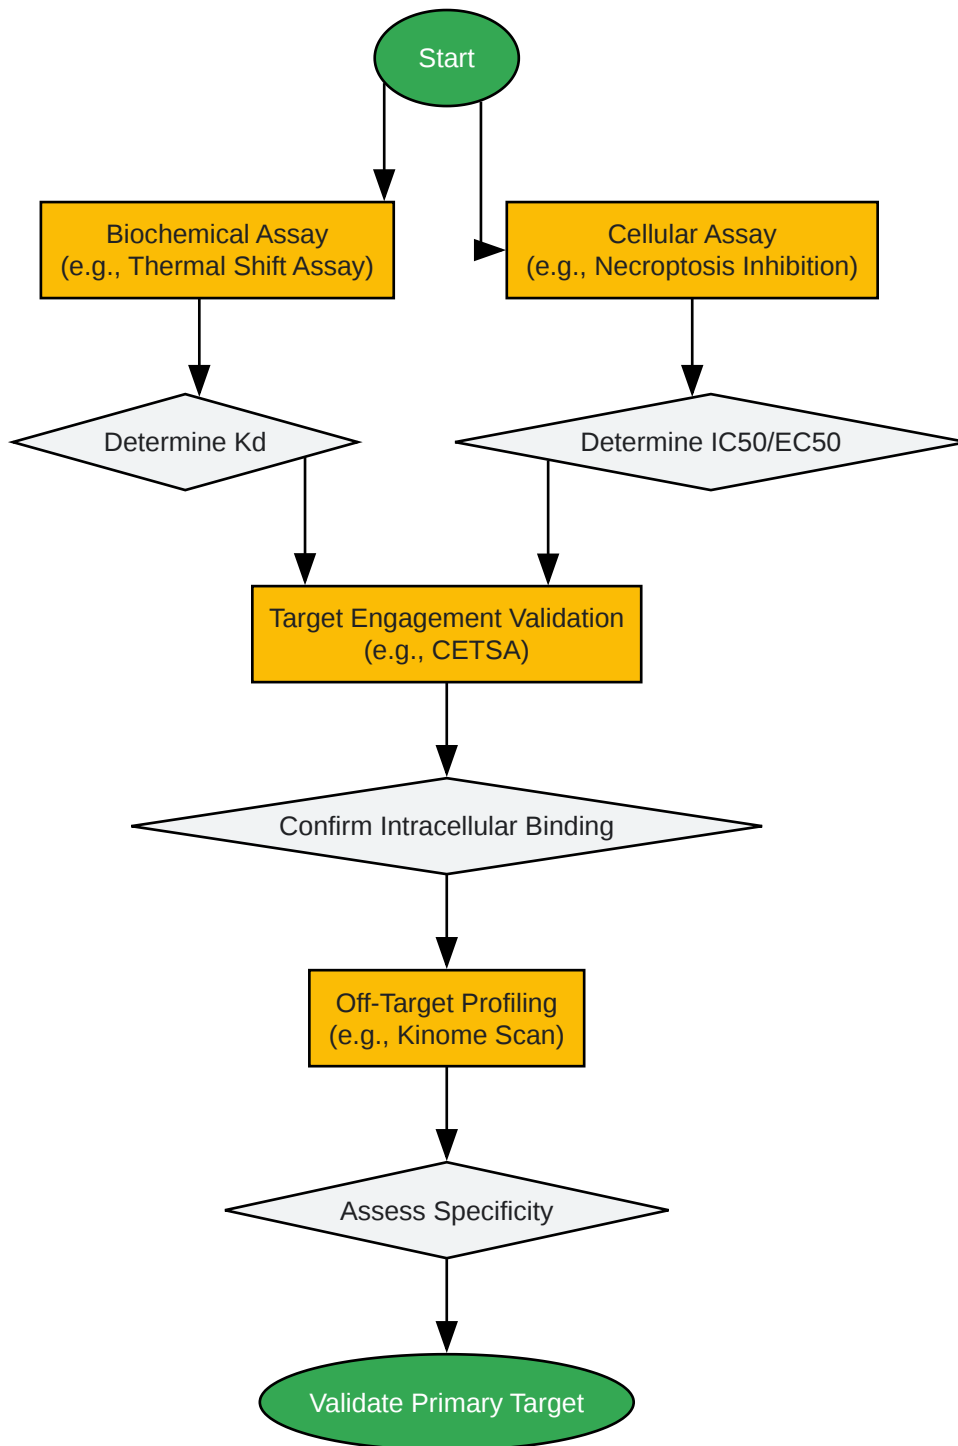 Start
Biochemical Assay
(e.g., Thermal Shift Assay)
Cellular Assay
(e.g., Necroptosis Inhibition)
Determine Kd
Determine IC50/EC50
Target Engagement Validation
(e.g., CETSA)
Confirm Intracellular Binding
Off-Target Profiling
(e.g., Kinome Scan)
Assess Specificity
Validate Primary Target